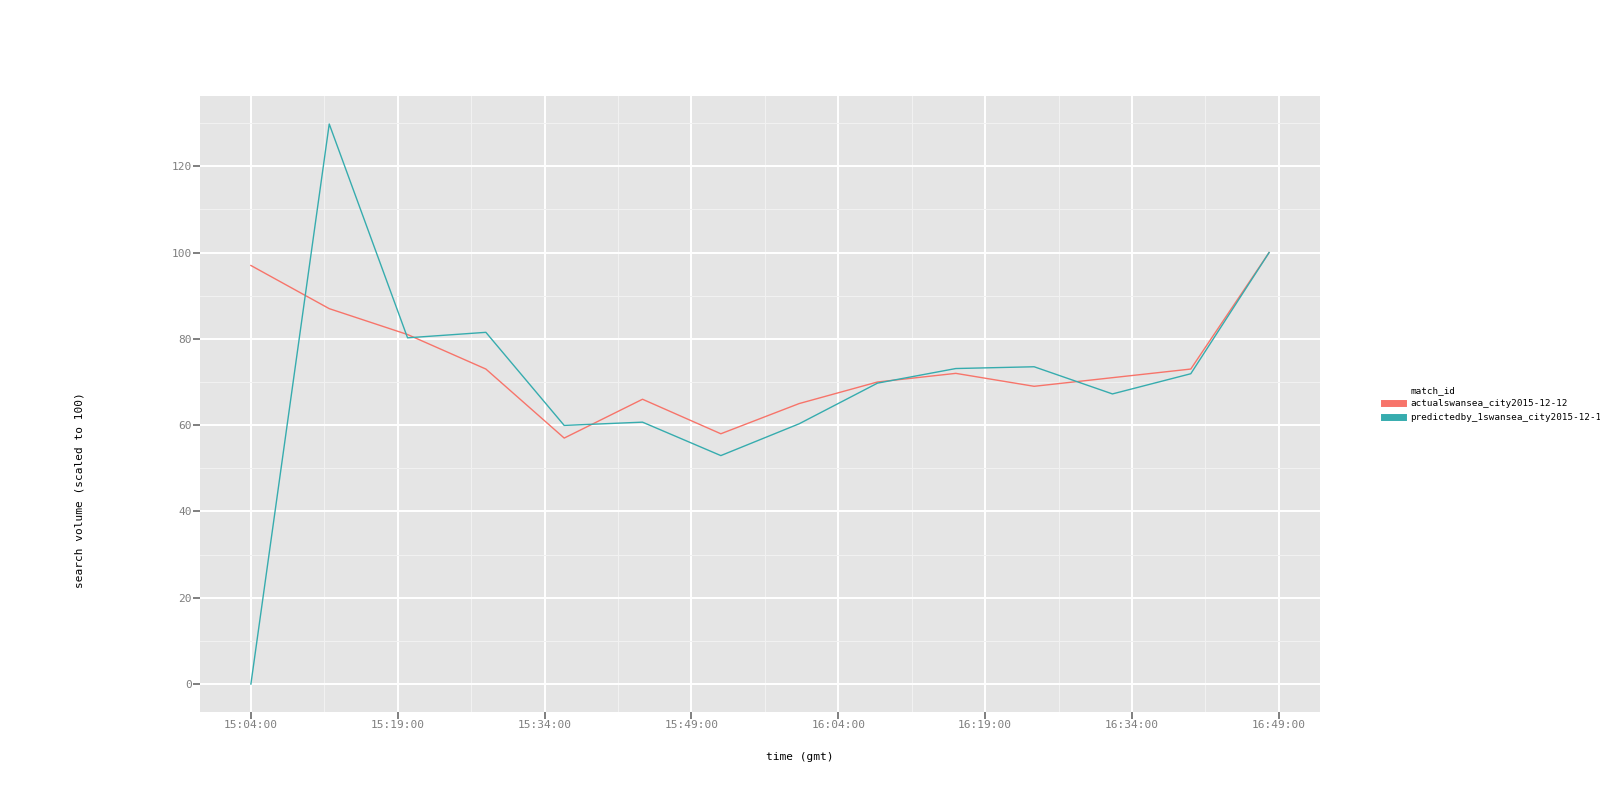 120
100
80
60
40
20
0
search volume (scaled to 100)
15:04:00 15:19:00 15:34:00 15:49:00 16:04:00 16:19:00 16:34:00 16:49:00
time (gmt)
match_id
actualswansea_city2015-12-12
predictedby_1swansea_city2015-12-1